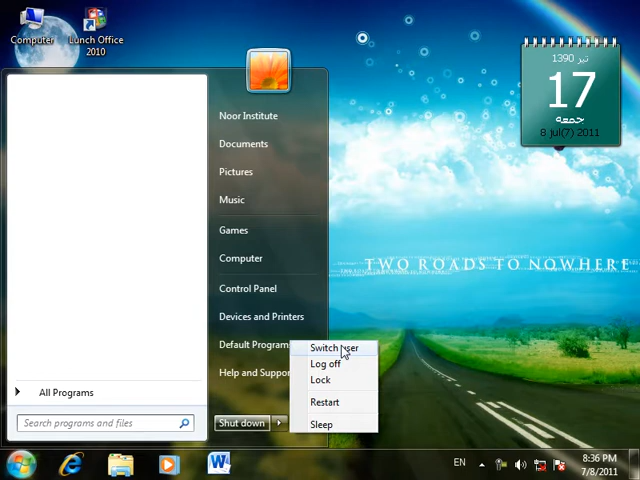 Computer
Lunch Office
2010
تیر 1390
17
جمعه
8 jul(7) 2011
Noor Institute
Documents
Pictures
Music
Games
Computer
Control Panel
Devices and Printers
Default Program
Help and Suppor
Switch user
Log off
Lock
Restart
Sleep
All Programs
Search programs and files
Shut down
TWO ROADS TO NOWHERE
EN
8:36 PM
7/8/2011